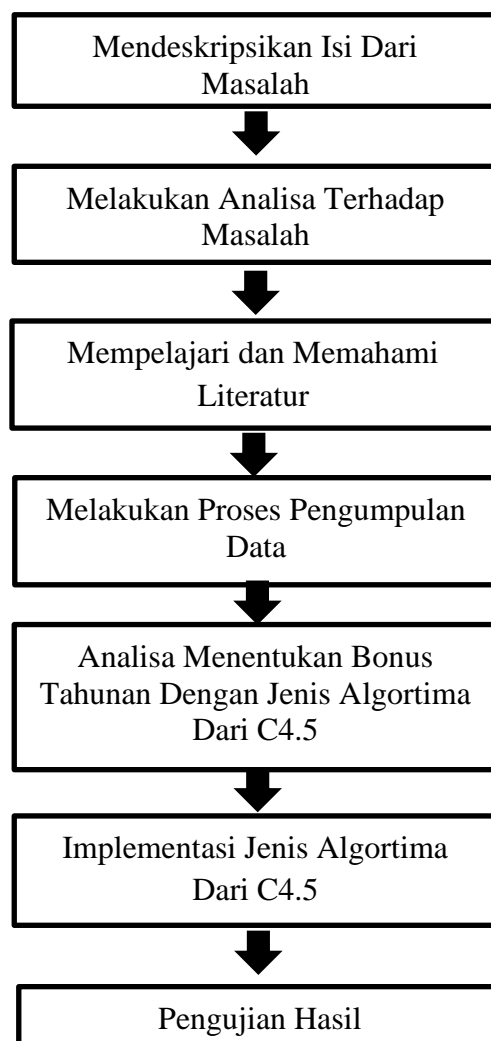 Mendeskripsikan Isi Dari
Masalah
Melakukan Analisa Terhadap
Masalah
Mempelajari dan Memahami
Literatur
Melakukan Proses Pengumpulan
Data
Analisa Menentukan Bonus
Tahunan Dengan Jenis Algortima
Dari C4.5
Implementasi Jenis Algortima
Dari C4.5
Pengujian Hasil